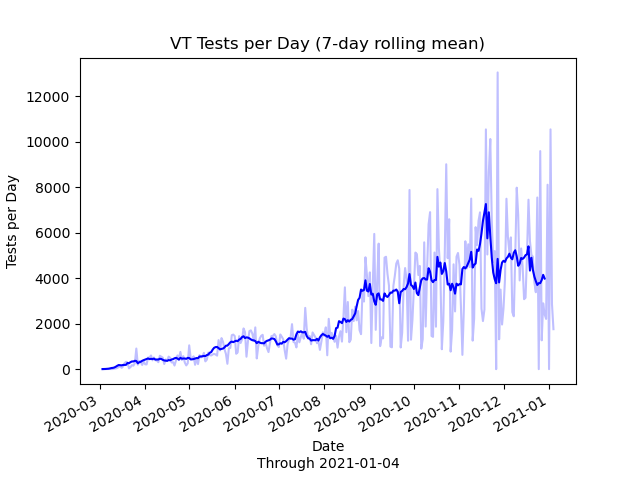 VT Tests per Day (7-day rolling mean)
Tests per Day
12000
10000
8000
6000
4000
2000
0
2020-03 2020-04 2020-05 2020-06 2020-07 2020-08 2020-09 2020-10 2020-11 2020-12 2021-01
Date
Through 2021-01-04